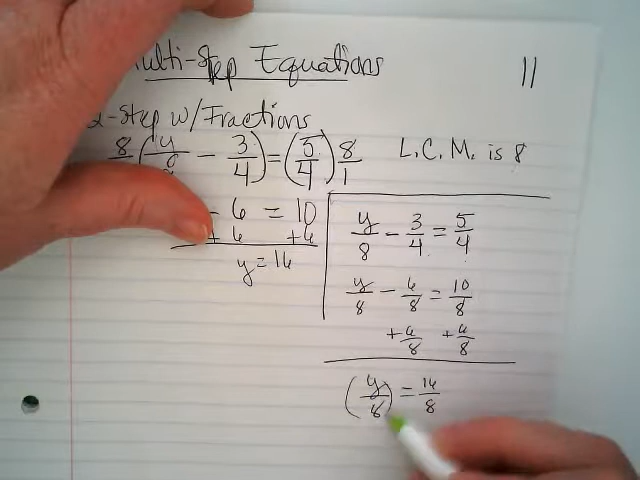 ulti-Step Equations 11
-Step w/Fractions
8 (y/8 - 3/4) = (5/4) 8/1 L.C.M. is 8
- 6 = 10
+ 6 + 6
y = 16
y/8 - 3/4 = 5/4
y/8 - 6/8 = 10/8
+ 6/8 + 6/8
(y/8) = 16/8